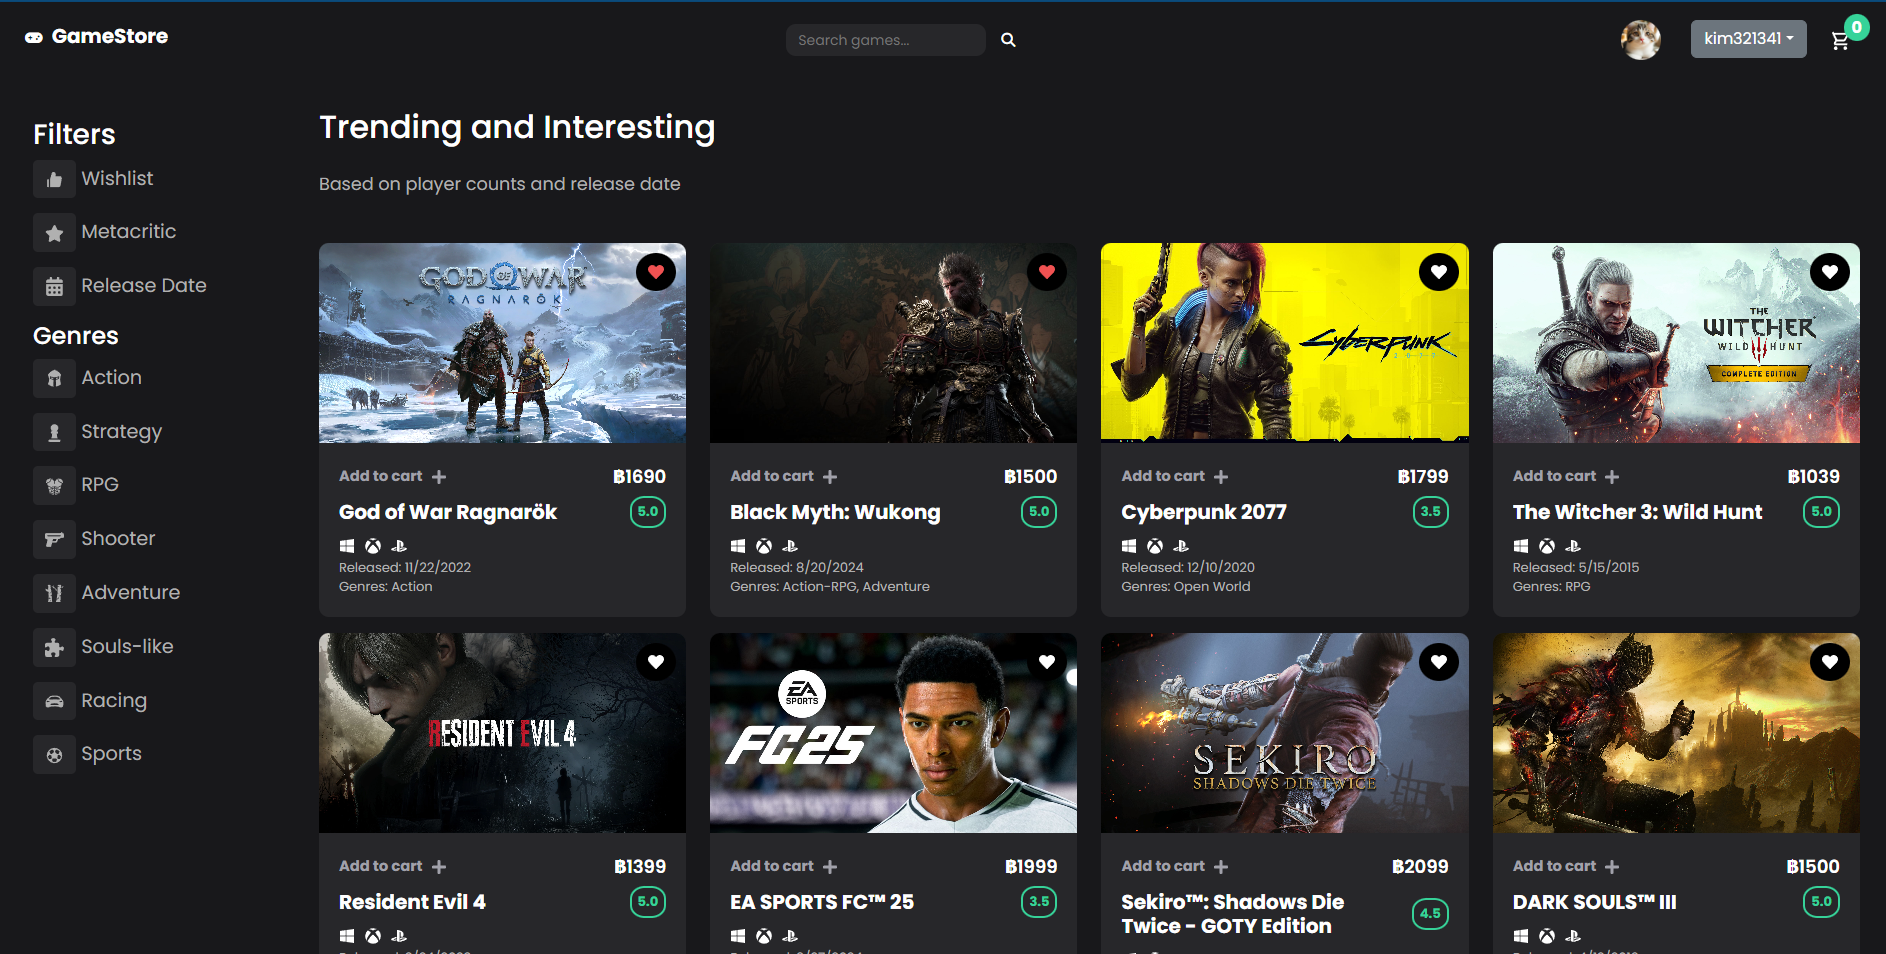 GameStore
Search games...
kim321341
0
Filters
Wishlist
Metacritic
Release Date
Genres
Action
Strategy
RPG
Shooter
Adventure
Souls-like
Racing
Sports
Trending and Interesting
Based on player counts and release date
GOD OF WAR
RAGNARÖK
Add to cart
฿1690
God of War Ragnarök
5.0
Released: 11/22/2022
Genres: Action
Add to cart
฿1500
Black Myth: Wukong
5.0
Released: 8/20/2024
Genres: Action-RPG, Adventure
CYBERPUNK
2077
Add to cart
฿1799
Cyberpunk 2077
3.5
Released: 12/10/2020
Genres: Open World
THE
WITCHER
WILD HUNT
COMPLETE EDITION
Add to cart
฿1039
The Witcher 3: Wild Hunt
5.0
Released: 5/15/2015
Genres: RPG
RESIDENT EVIL 4
Add to cart
฿1399
Resident Evil 4
5.0
EA
SPORTS
FC25
Add to cart
฿1999
EA SPORTS FC™ 25
3.5
SEKIRO
SHADOWS DIE TWICE
Add to cart
฿2099
Sekiro™: Shadows Die
Twice - GOTY Edition
4.5
Add to cart
฿1500
DARK SOULS™ III
5.0